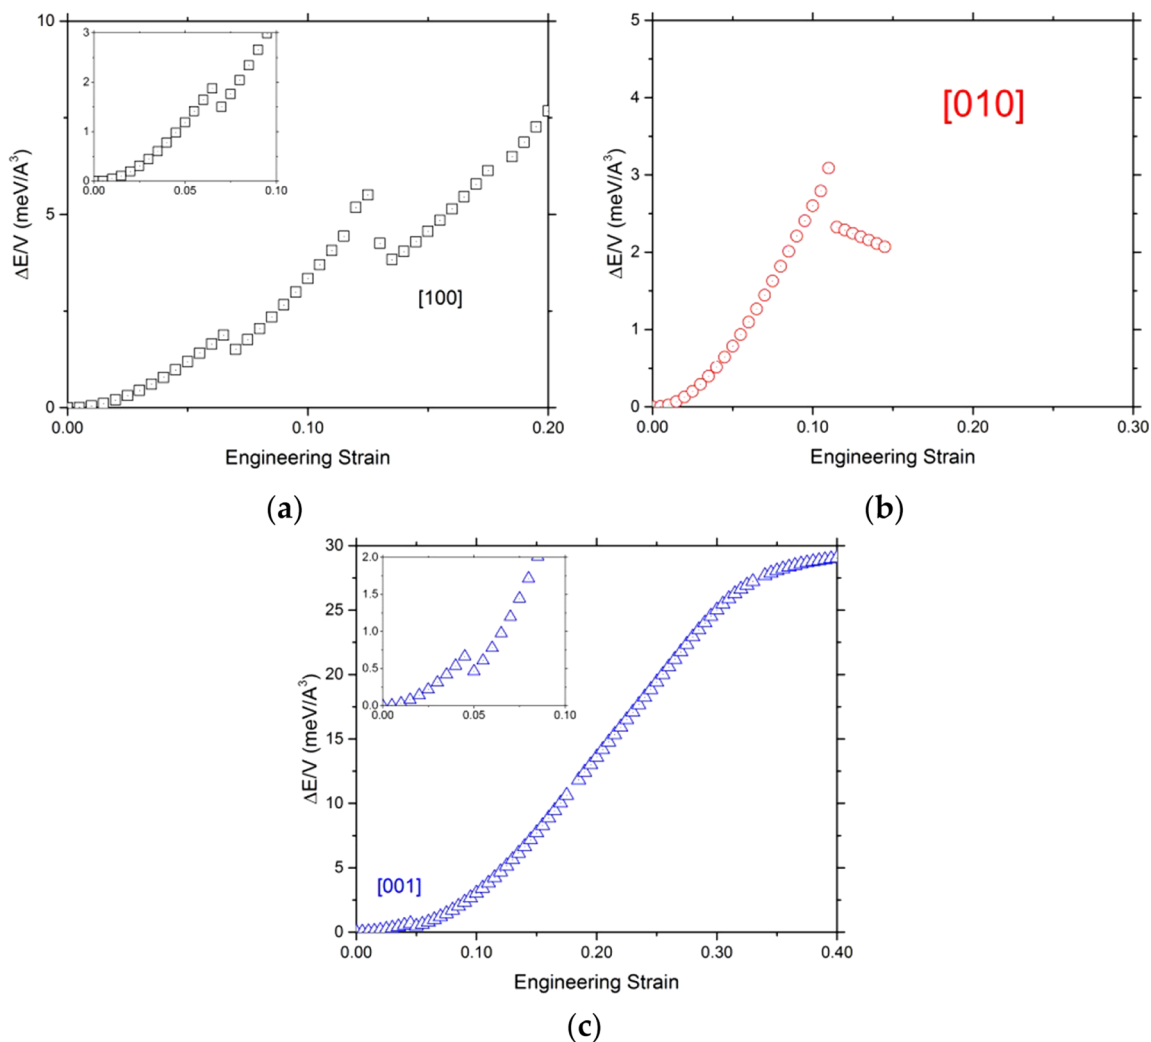 10
5
0
ΔE/V (meV/A³)
3
2
1
0
0.00 0.05 0.10
[100]
0.00 0.10 0.20
Engineering Strain
(a)
5
4
3
2
1
0
ΔE/V (meV/A³)
[010]
0.00 0.10 0.20 0.30
Engineering Strain
(b)
30
25
20
15
10
5
0
ΔE/V (meV/A³)
2.0
1.5
1.0
0.5
0.0
0.00 0.05 0.10
[001]
0.00 0.10 0.20 0.30 0.40
Engineering Strain
(c)